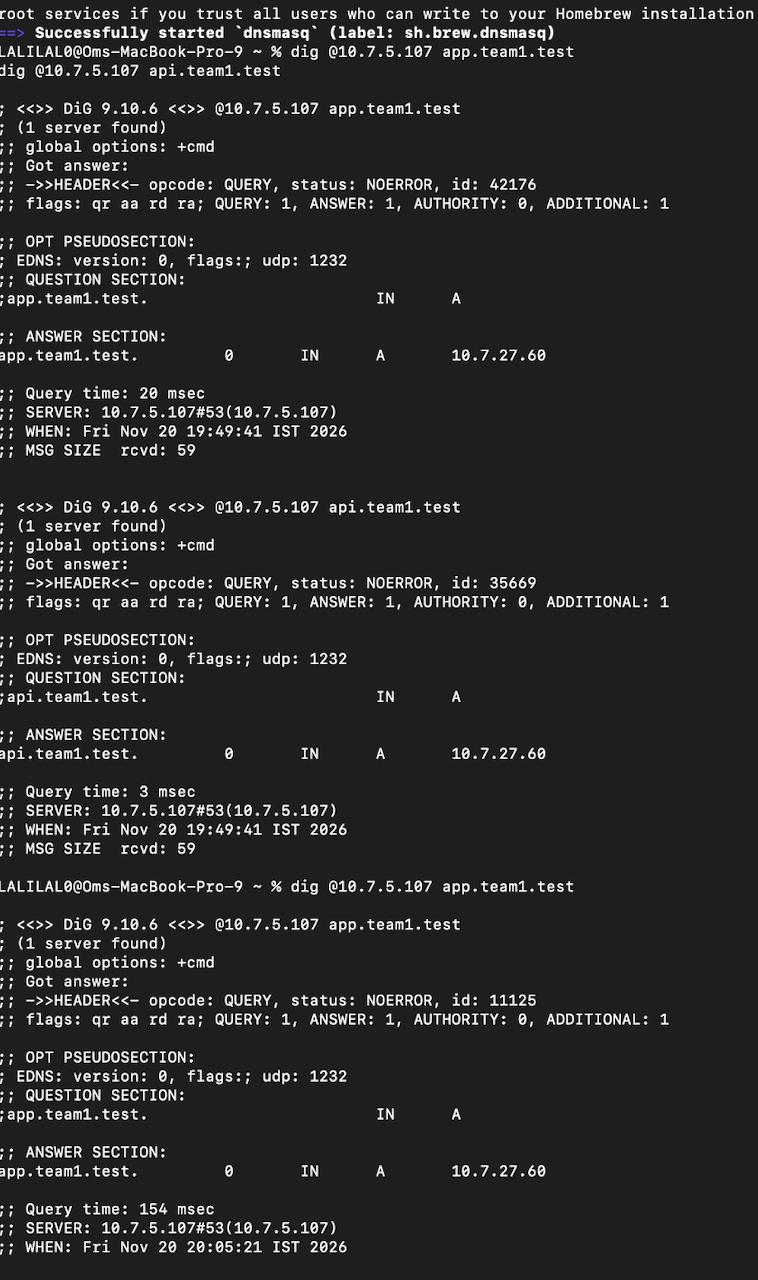 root services if you trust all users who can write to your Homebrew installation
==> Successfully started `dnsmasq` (label: sh.brew.dnsmasq)
LALILAL0@Oms-MacBook-Pro-9 ~ % dig @10.7.5.107 app.team1.test
dig @10.7.5.107 api.team1.test
; <<>> DiG 9.10.6 <<>> @10.7.5.107 app.team1.test
; (1 server found)
;; global options: +cmd
;; Got answer:
;; ->>HEADER<<- opcode: QUERY, status: NOERROR, id: 42176
;; flags: qr aa rd ra; QUERY: 1, ANSWER: 1, AUTHORITY: 0, ADDITIONAL: 1
;; OPT PSEUDOSECTION:
; EDNS: version: 0, flags:; udp: 1232
;; QUESTION SECTION:
;app.team1.test. IN A
;; ANSWER SECTION:
app.team1.test. 0 IN A 10.7.27.60
;; Query time: 20 msec
;; SERVER: 10.7.5.107#53(10.7.5.107)
;; WHEN: Fri Nov 20 19:49:41 IST 2026
;; MSG SIZE rcvd: 59
; <<>> DiG 9.10.6 <<>> @10.7.5.107 api.team1.test
; (1 server found)
;; global options: +cmd
;; Got answer:
;; ->>HEADER<<- opcode: QUERY, status: NOERROR, id: 35669
;; flags: qr aa rd ra; QUERY: 1, ANSWER: 1, AUTHORITY: 0, ADDITIONAL: 1
;; OPT PSEUDOSECTION:
; EDNS: version: 0, flags:; udp: 1232
;; QUESTION SECTION:
;api.team1.test. IN A
;; ANSWER SECTION:
api.team1.test. 0 IN A 10.7.27.60
;; Query time: 3 msec
;; SERVER: 10.7.5.107#53(10.7.5.107)
;; WHEN: Fri Nov 20 19:49:41 IST 2026
;; MSG SIZE rcvd: 59
LALILAL0@Oms-MacBook-Pro-9 ~ % dig @10.7.5.107 app.team1.test
; <<>> DiG 9.10.6 <<>> @10.7.5.107 app.team1.test
; (1 server found)
;; global options: +cmd
;; Got answer:
;; ->>HEADER<<- opcode: QUERY, status: NOERROR, id: 11125
;; flags: qr aa rd ra; QUERY: 1, ANSWER: 1, AUTHORITY: 0, ADDITIONAL: 1
;; OPT PSEUDOSECTION:
; EDNS: version: 0, flags:; udp: 1232
;; QUESTION SECTION:
;app.team1.test. IN A
;; ANSWER SECTION:
app.team1.test. 0 IN A 10.7.27.60
;; Query time: 154 msec
;; SERVER: 10.7.5.107#53(10.7.5.107)
;; WHEN: Fri Nov 20 20:05:21 IST 2026